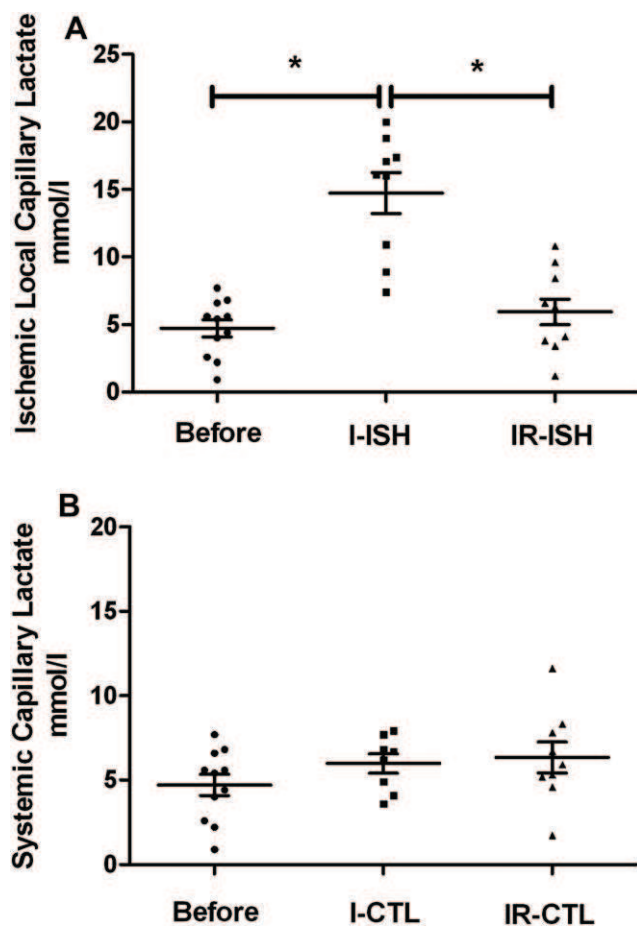 A
Ischemic Local Capillary Lactate
mmol/l
25
20
15
10
5
0
*
*
Before
I-ISH
IR-ISH
B
Systemic Capillary Lactate
mmol/l
20
15
10
5
0
Before
I-CTL
IR-CTL